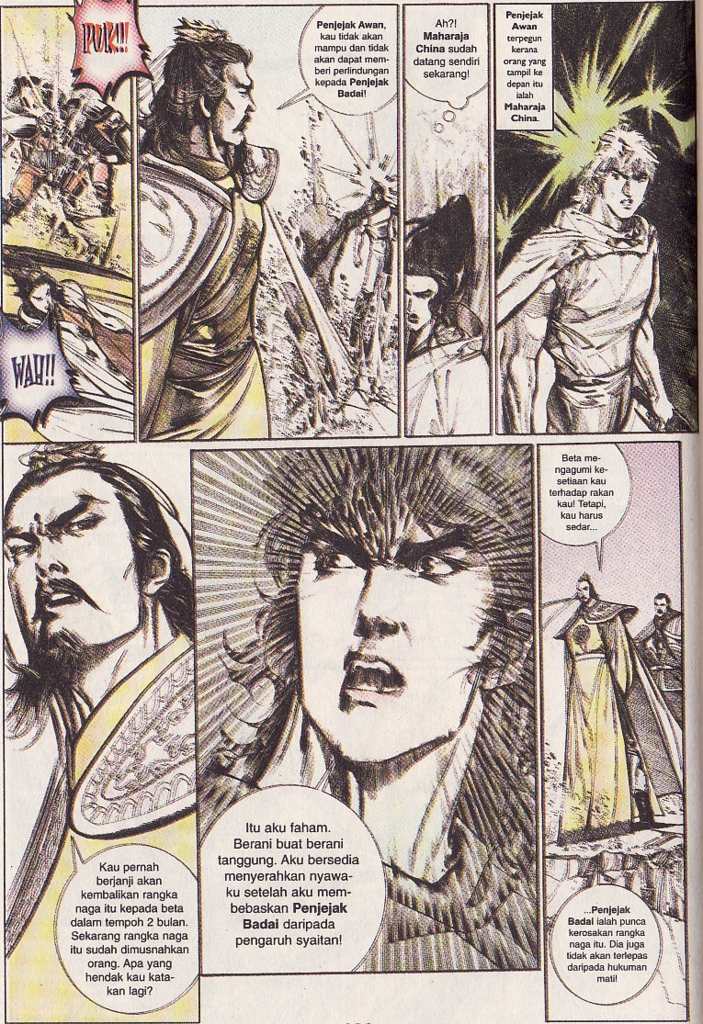 PUK!!
WAH!!
Penjejak Awan,
kau tidak akan
mampu dan tidak
akan dapat mem-
beri perlindungan
kepada Penjejak
Badai!
Ah?!
Maharaja
China sudah
datang sendiri
sekarang!
Penjejak
Awan
terpegun
kerana
orang yang
tampil ke
depan itu
ialah
Maharaja
China.
Kau pernah
berjanji akan
kembalikan rangka
naga itu kepada beta
dalam tempoh 2 bulan.
Sekarang rangka naga
itu sudah dimusnahkan
orang. Apa yang
hendak kau kata-
kan lagi?
Itu aku faham.
Berani buat berani
tanggung. Aku bersedia
menyerahkan nyawa-
ku setelah aku mem-
bebaskan Penjejak
Badai daripada
pengaruh syaitan!
Beta me-
ngagumi ke-
setiaan kau
terhadap rakan
kau! Tetapi,
kau harus
sedar...
...Penjejak
Badai ialah punca
kerosakan rangka
naga itu. Dia juga
tidak akan terlepas
daripada hukuman
mati!